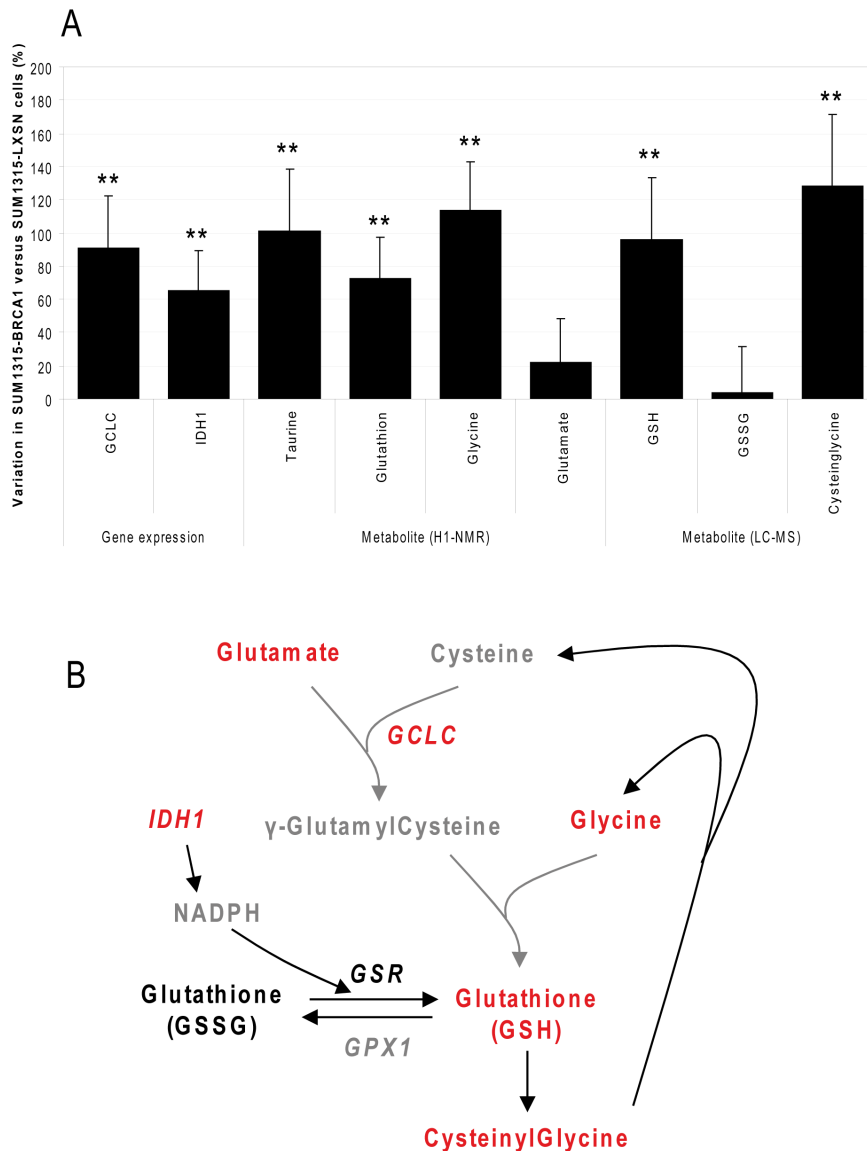 A
Variation in SUM1315-BRCA1 versus SUM1315-LXSN cells (%)
200
180
160
140
120
100
80
60
40
20
0
**
**
**
**
**
**
**
GCLC
IDH1
Taurine
Glutathion
Glycine
Glutamate
GSH
GSSG
Cysteinglycine
Gene expression
Metabolite (H1-NMR)
Metabolite (LC-MS)
B
Glutamate
Cysteine
GCLC
IDH1
γ-GlutamylCysteine
Glycine
NADPH
GSR
Glutathione
(GSSG)
Glutathione
(GSH)
GPX1
CysteinylGlycine